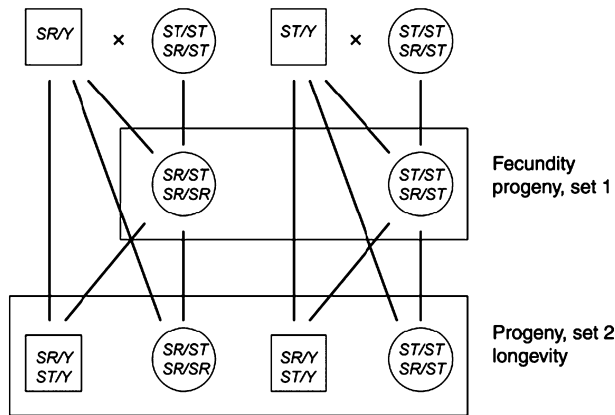 SR/Y
×
ST/ST
SR/ST
ST/Y
×
ST/ST
SR/ST
SR/ST
SR/SR
ST/ST
SR/ST
Fecundity
progeny, set 1
SR/Y
ST/Y
SR/ST
SR/SR
SR/Y
ST/Y
ST/ST
SR/ST
Progeny, set 2
longevity